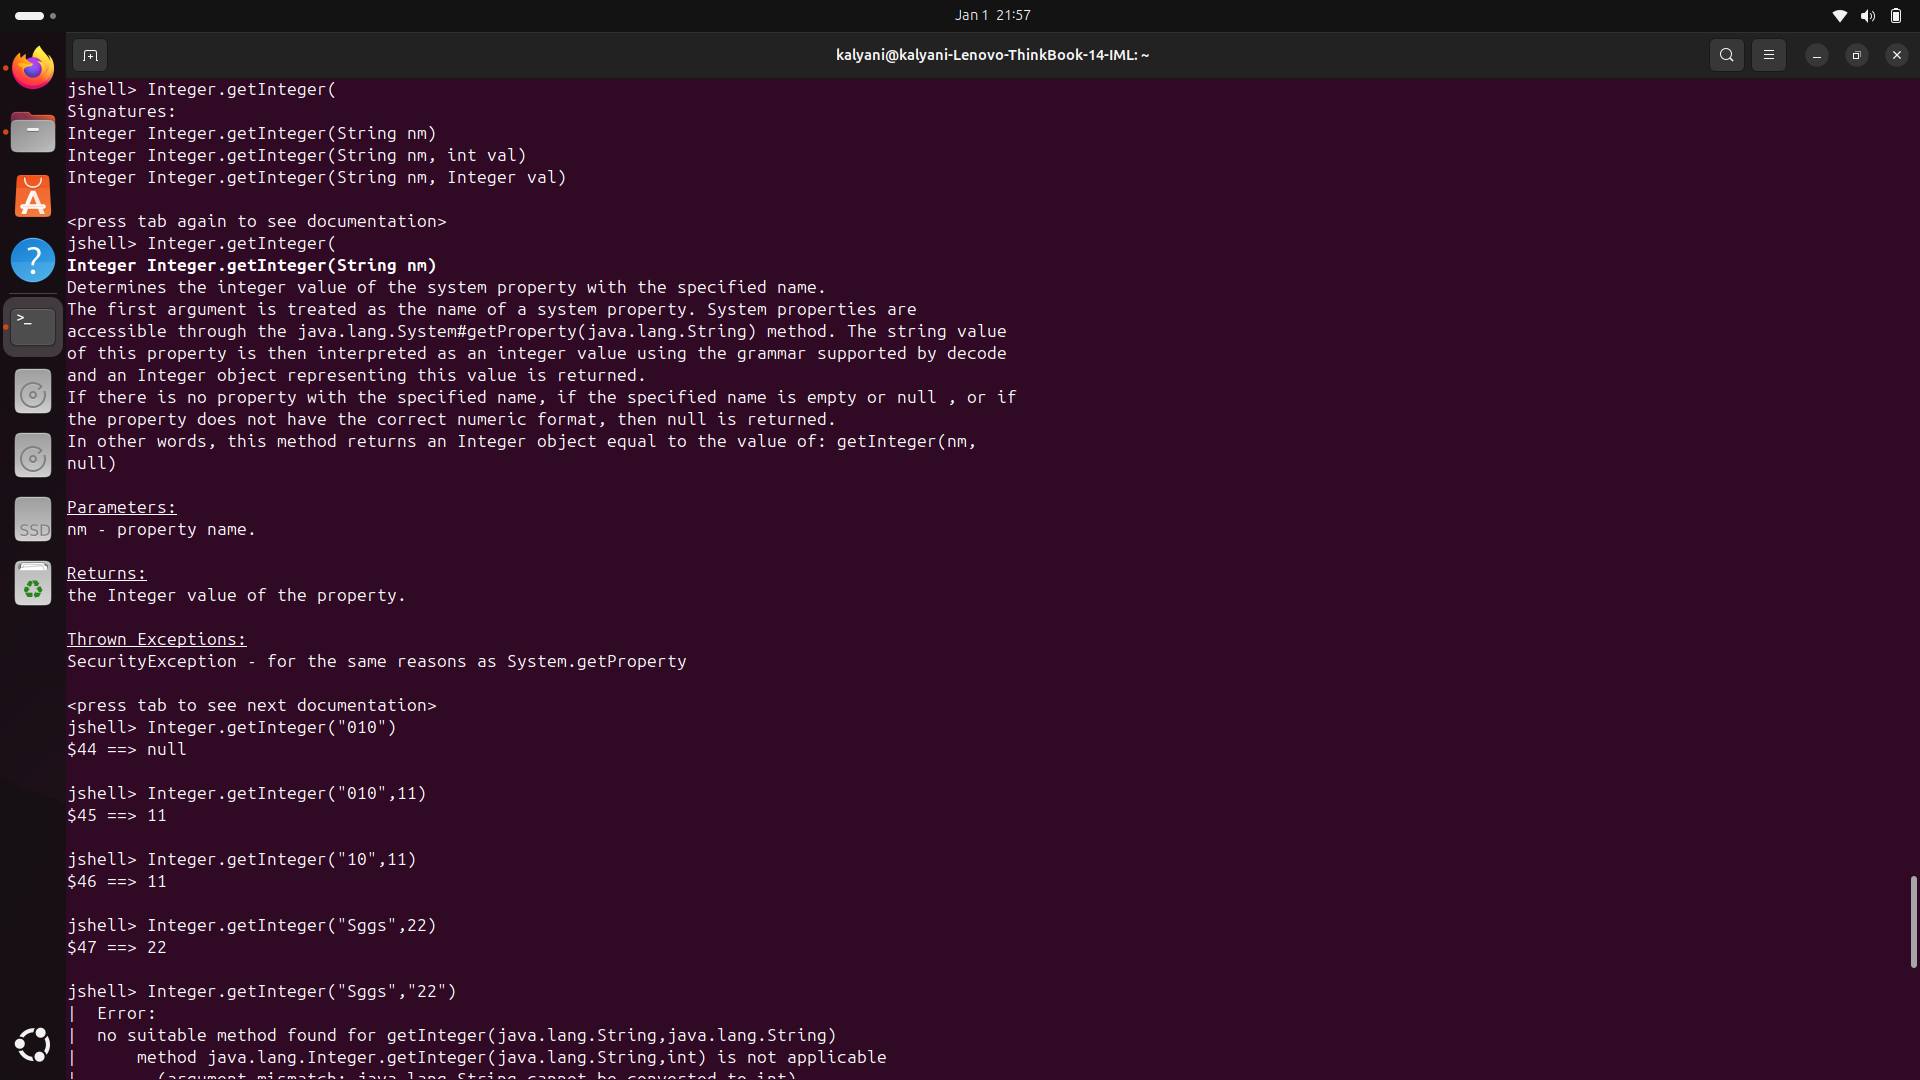 Jan 1 21:57
kalyani@kalyani-Lenovo-ThinkBook-14-IML: ~
jshell> Integer.getInteger(
Signatures:
Integer Integer.getInteger(String nm)
Integer Integer.getInteger(String nm, int val)
Integer Integer.getInteger(String nm, Integer val)
<press tab again to see documentation>
jshell> Integer.getInteger(
Integer Integer.getInteger(String nm)
Determines the integer value of the system property with the specified name.
The first argument is treated as the name of a system property. System properties are
accessible through the java.lang.System#getProperty(java.lang.String) method. The string value
of this property is then interpreted as an integer value using the grammar supported by decode
and an Integer object representing this value is returned.
If there is no property with the specified name, if the specified name is empty or null , or if
the property does not have the correct numeric format, then null is returned.
In other words, this method returns an Integer object equal to the value of: getInteger(nm,
null)
Parameters:
nm - property name.
Returns:
the Integer value of the property.
Thrown Exceptions:
SecurityException - for the same reasons as System.getProperty
<press tab to see next documentation>
jshell> Integer.getInteger("010")
$44 ==> null
jshell> Integer.getInteger("010",11)
$45 ==> 11
jshell> Integer.getInteger("10",11)
$46 ==> 11
jshell> Integer.getInteger("Sggs",22)
$47 ==> 22
jshell> Integer.getInteger("Sggs","22")
|  Error:
|  no suitable method found for getInteger(java.lang.String,java.lang.String)
|      method java.lang.Integer.getInteger(java.lang.String,int) is not applicable
|        (argument mismatch; java.lang.String cannot be converted to int)
>_
?
A
SSD